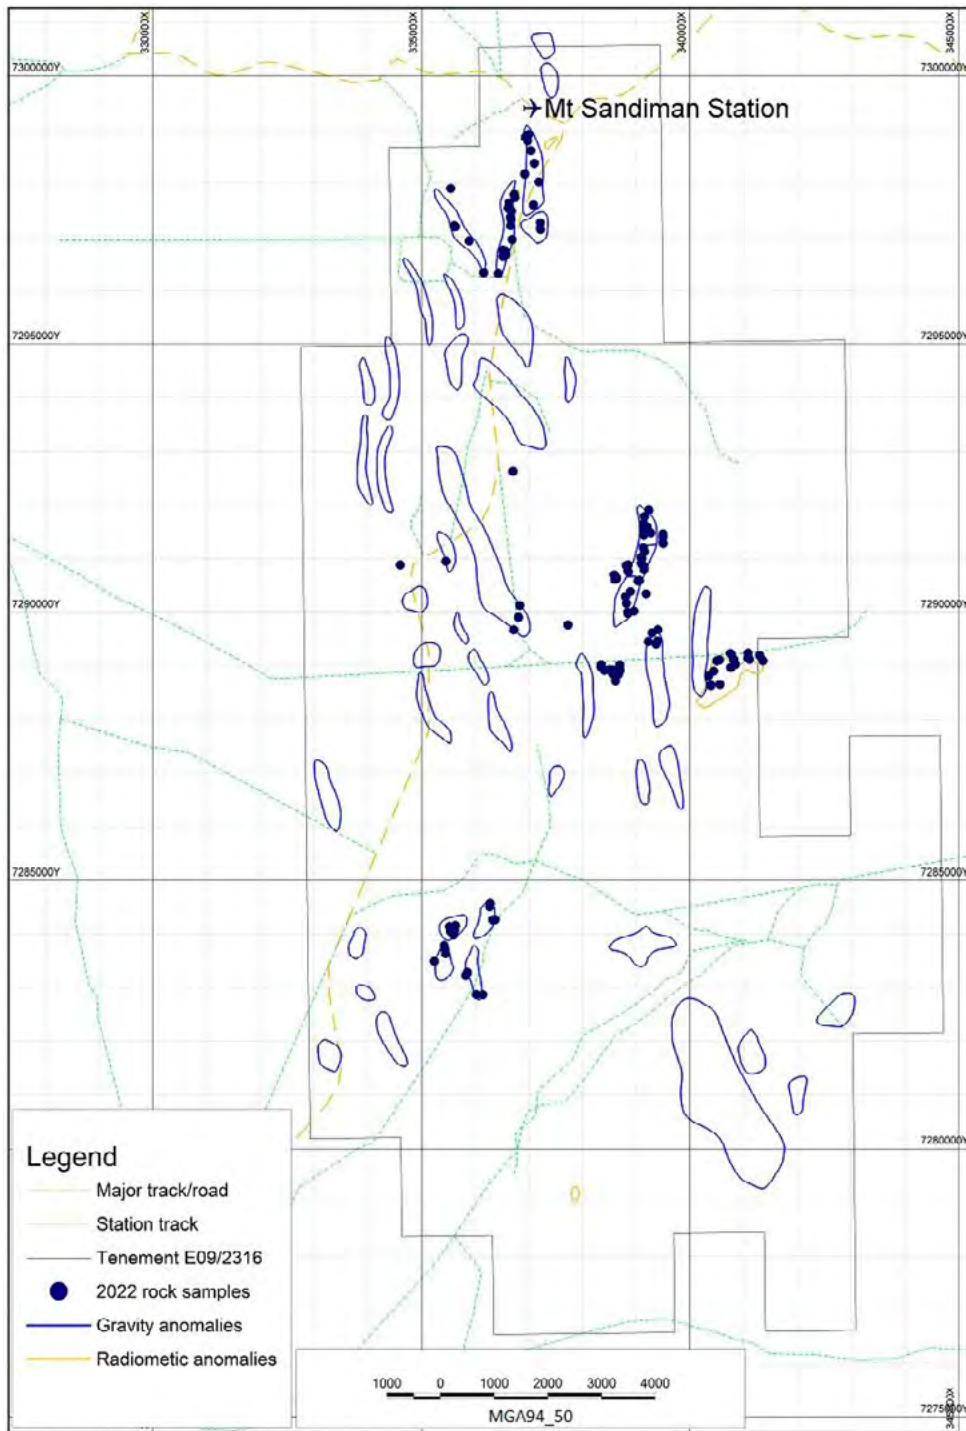 330000X
335000X
340000X
345000X
7300000Y
7300000Y
Mt Sandiman Station
7295000Y
7295000Y
7290000Y
7290000Y
7285000Y
7285000Y
7280000Y
Legend
Major track/road
Station track
Tenement E09/2316
2022 rock samples
Gravity anomalies
Radiometic anomalies
1000 0 1000 2000 3000 4000
MGA94_50
7275000Y
345000X